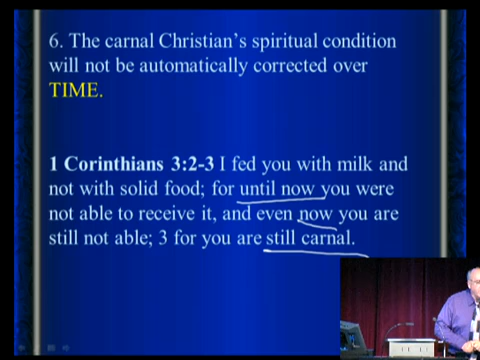 6. The carnal Christian's spiritual condition
will not be automatically corrected over
TIME.
1 Corinthians 3:2-3 I fed you with milk and
not with solid food; for until now you were
not able to receive it, and even now you are
still not able; 3 for you are still carnal.